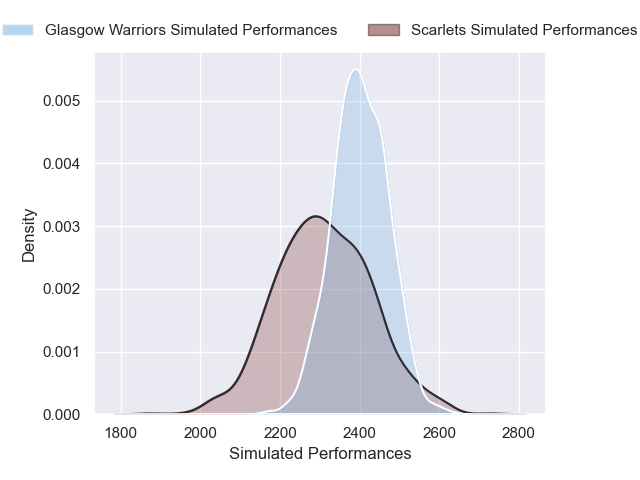 Glasgow Warriors Simulated Performances
Scarlets Simulated Performances
0.005
0.004
0.003
0.002
0.001
0.000
Density
1800 2000 2200 2400 2600 2800
Simulated Performances